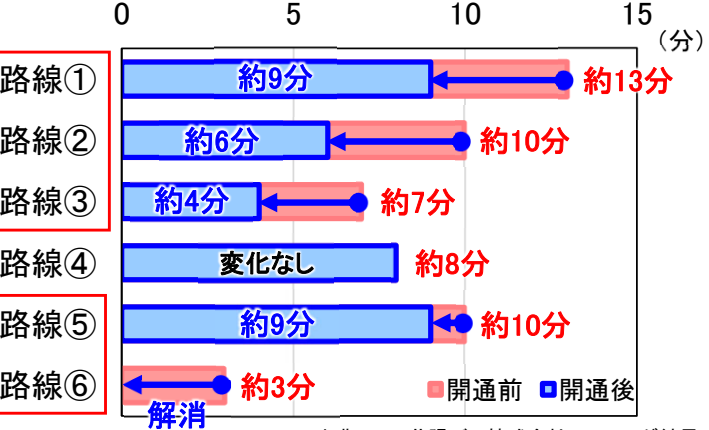 0 5 10 15
（分）
路線① 約9分 約13分
路線② 約6分 約10分
路線③ 約4分 約7分
路線④ 変化なし 約8分
路線⑤ 約9分 約10分
路線⑥ 約3分
解消
開通前 開通後